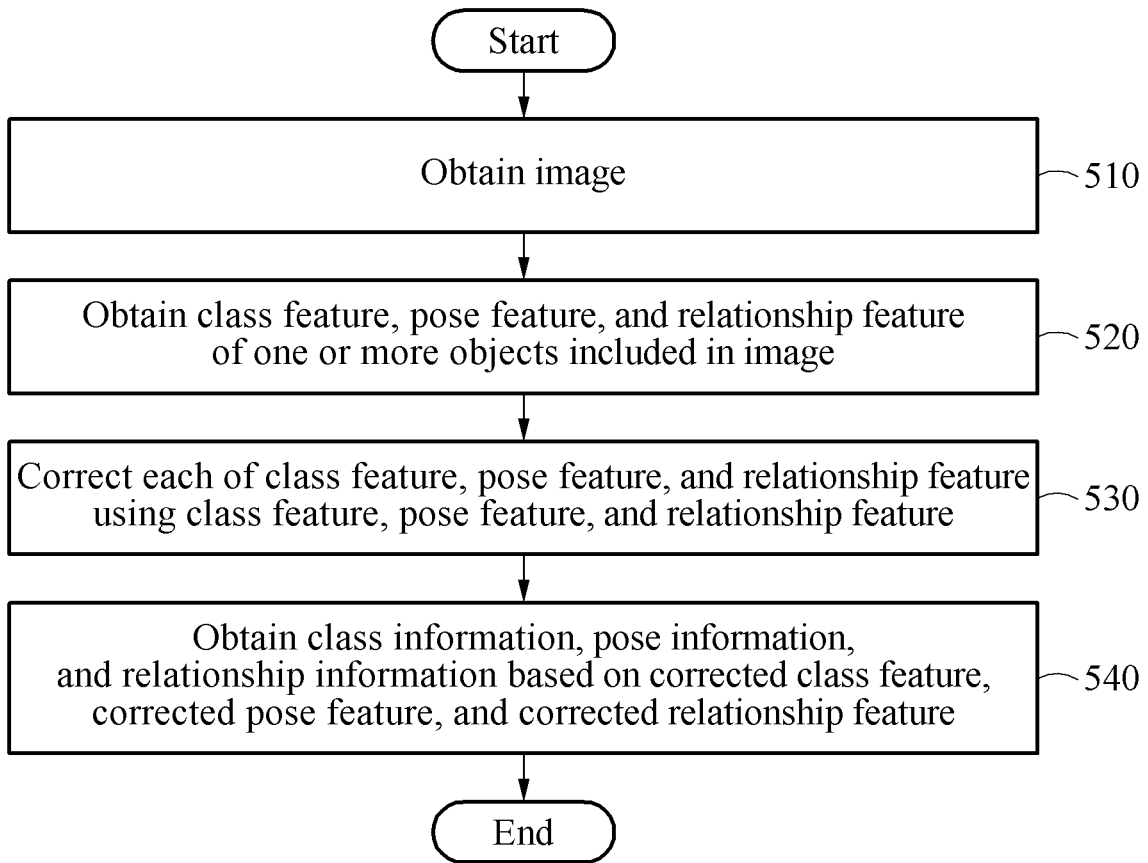 Start
Obtain image
510
Obtain class feature, pose feature, and relationship feature
of one or more objects included in image
520
Correct each of class feature, pose feature, and relationship feature
using class feature, pose feature, and relationship feature
530
Obtain class information, pose information,
and relationship information based on corrected class feature,
corrected pose feature, and corrected relationship feature
540
End